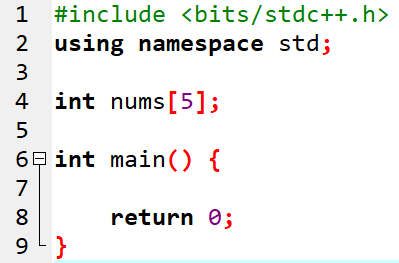 1 #include <bits/stdc++.h>
2 using namespace std;
3
4 int nums[5];
5
6 int main() {
7
8     return 0;
9 }